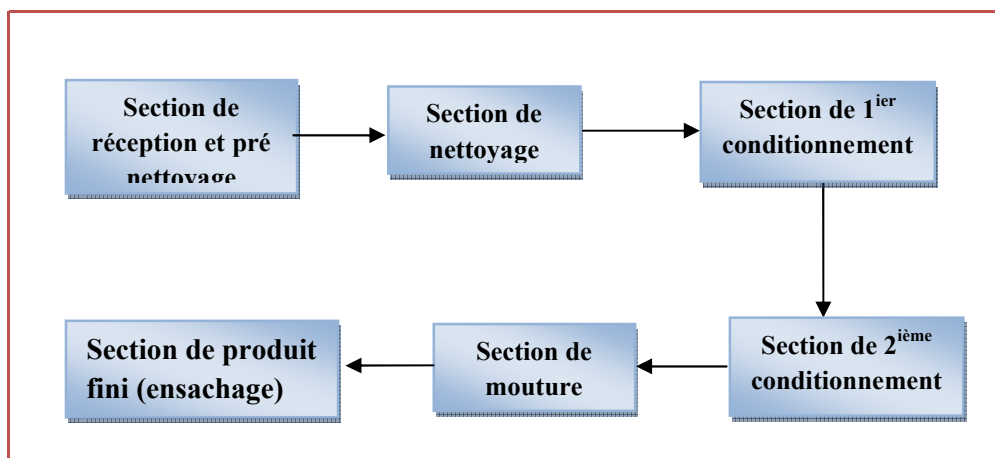 Section de
réception et pré
nettoyage
Section de
nettoyage
Section de 1ier
conditionnement
Section de 2ième
conditionnement
Section de
mouture
Section de produit
fini (ensachage)